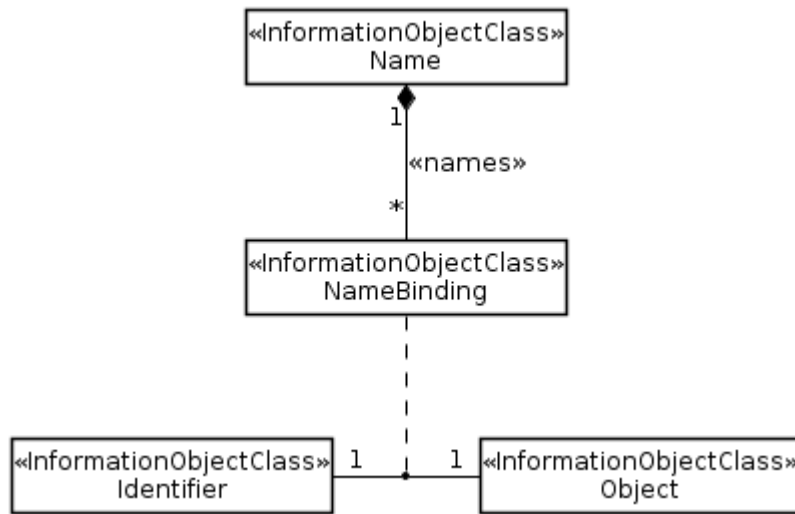 «InformationObjectClass»
Name
1
«names»
*
«InformationObjectClass»
NameBinding
«InformationObjectClass»
Identifier
1
1
«InformationObjectClass»
Object